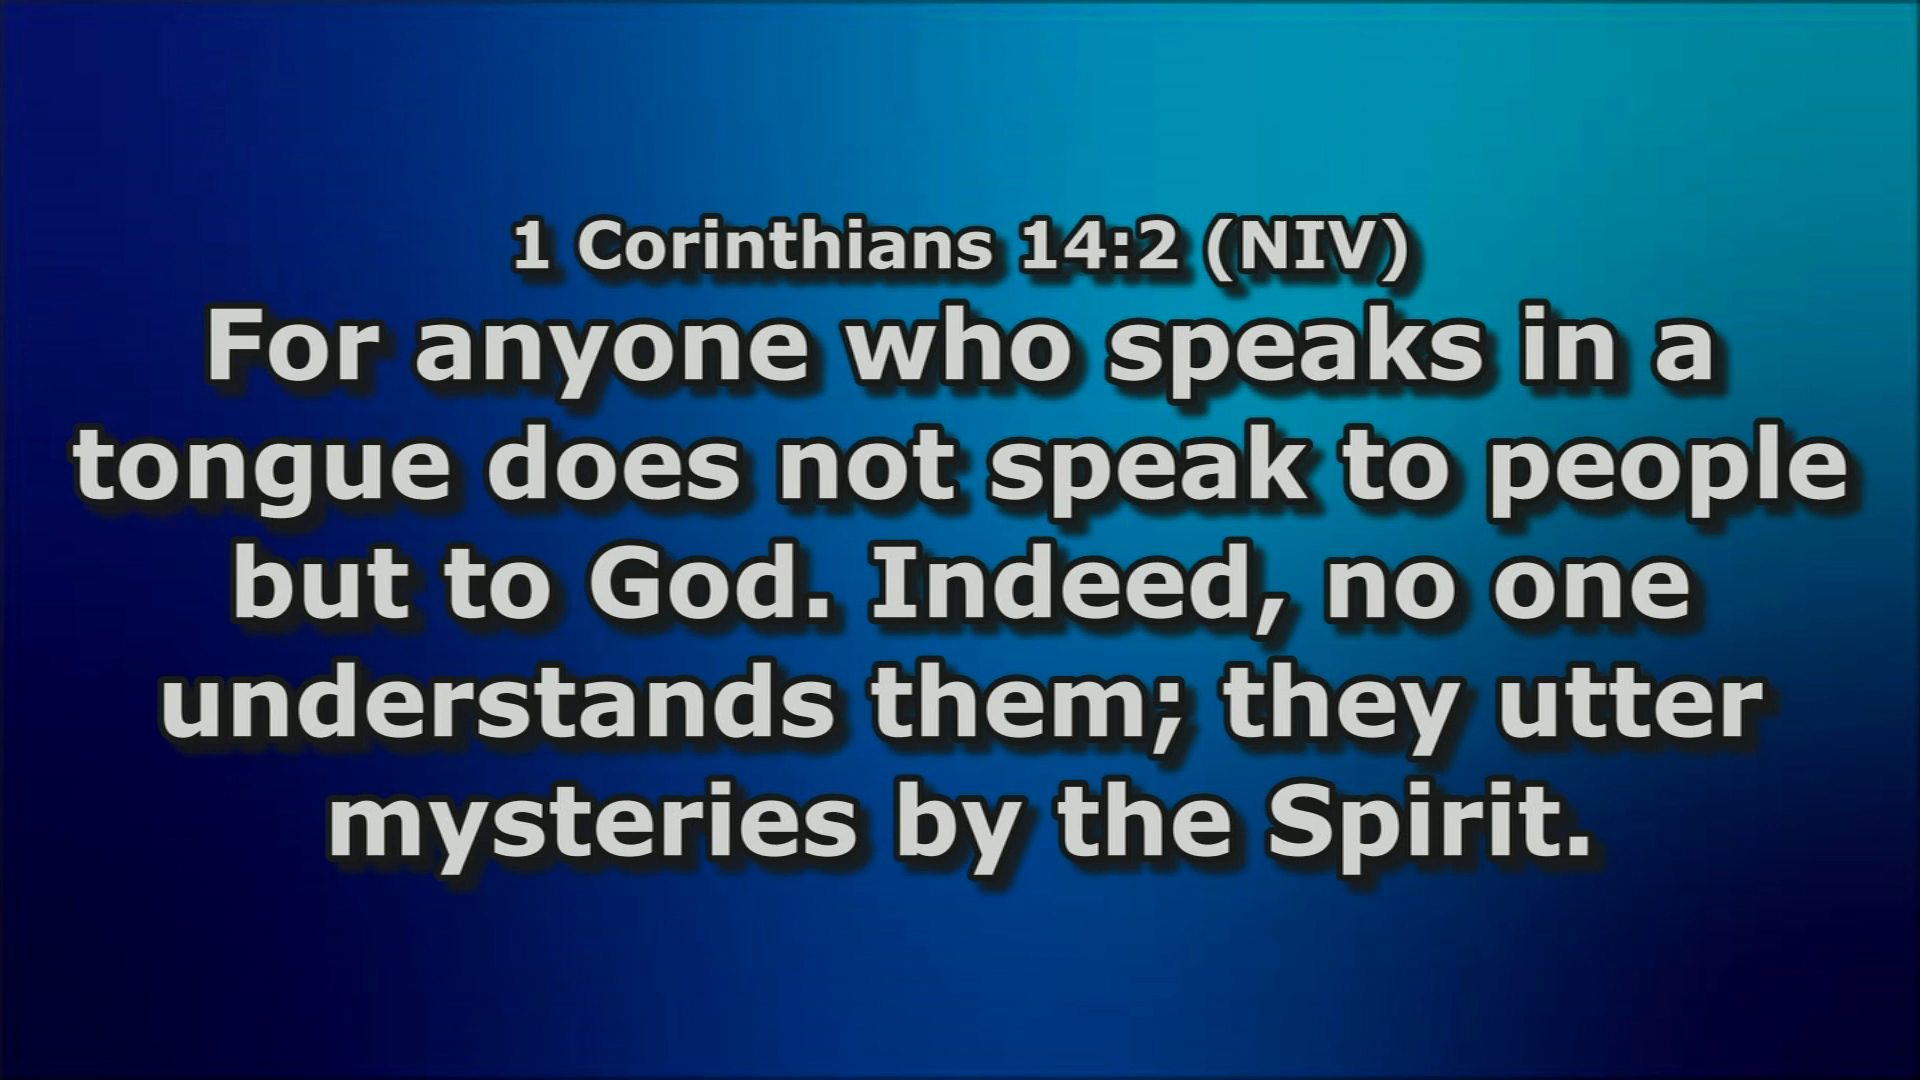 1 Corinthians 14:2 (NIV)
For anyone who speaks in a
tongue does not speak to people
but to God. Indeed, no one
understands them; they utter
mysteries by the Spirit.